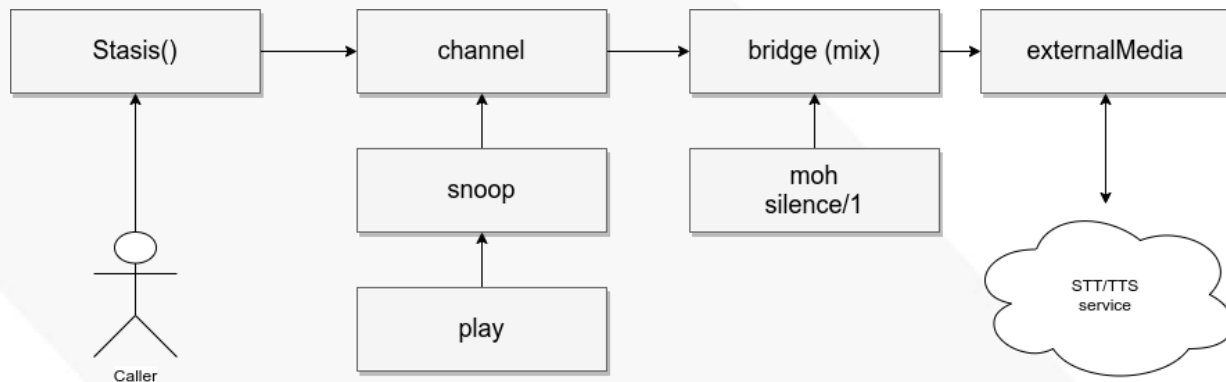 Stasis()
channel
bridge (mix)
externalMedia
snoop
moh
silence/1
play
STT/TTS
service
Caller